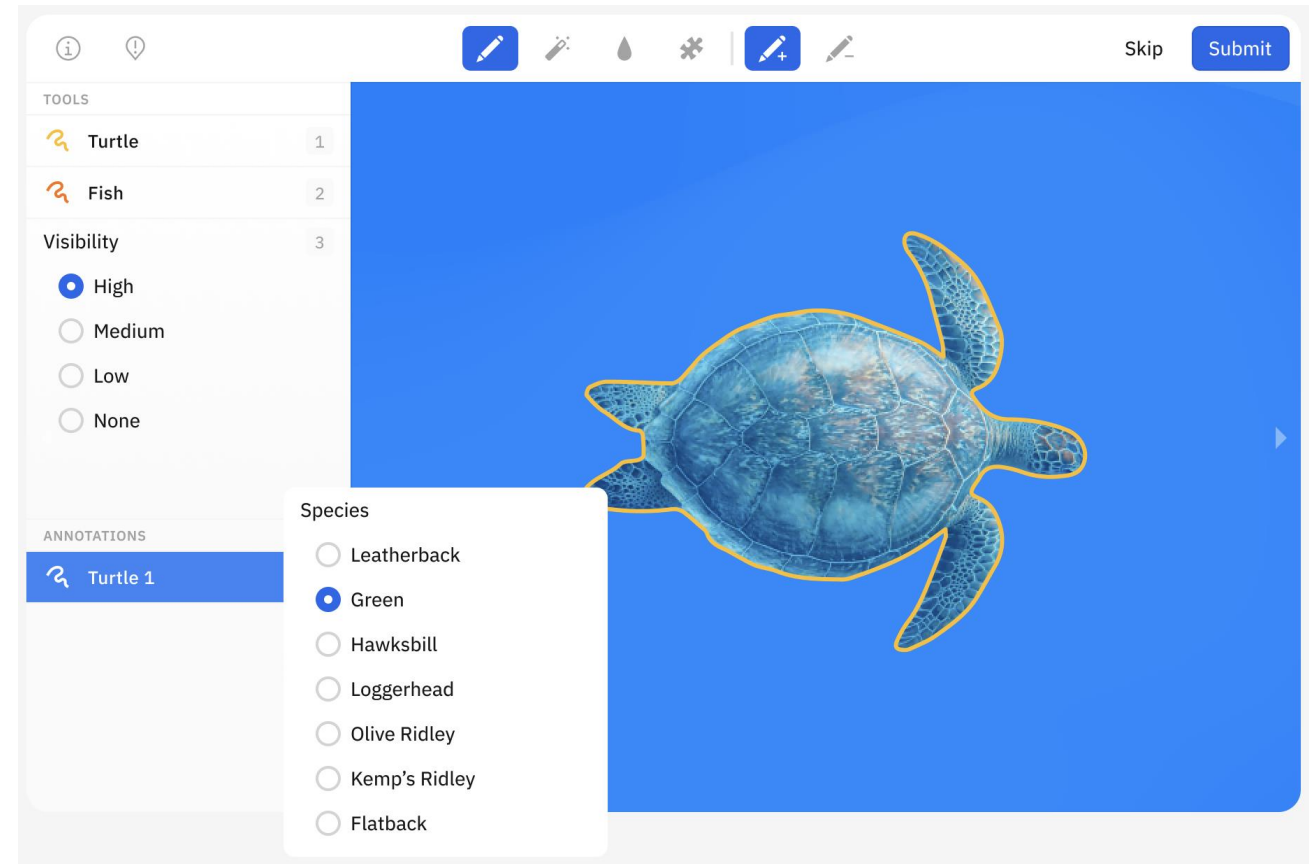 Skip
Submit
TOOLS
Turtle 1
Fish 2
Visibility 3
High
Medium
Low
None
ANNOTATIONS
Turtle 1
Species
Leatherback
Green
Hawksbill
Loggerhead
Olive Ridley
Kemp’s Ridley
Flatback